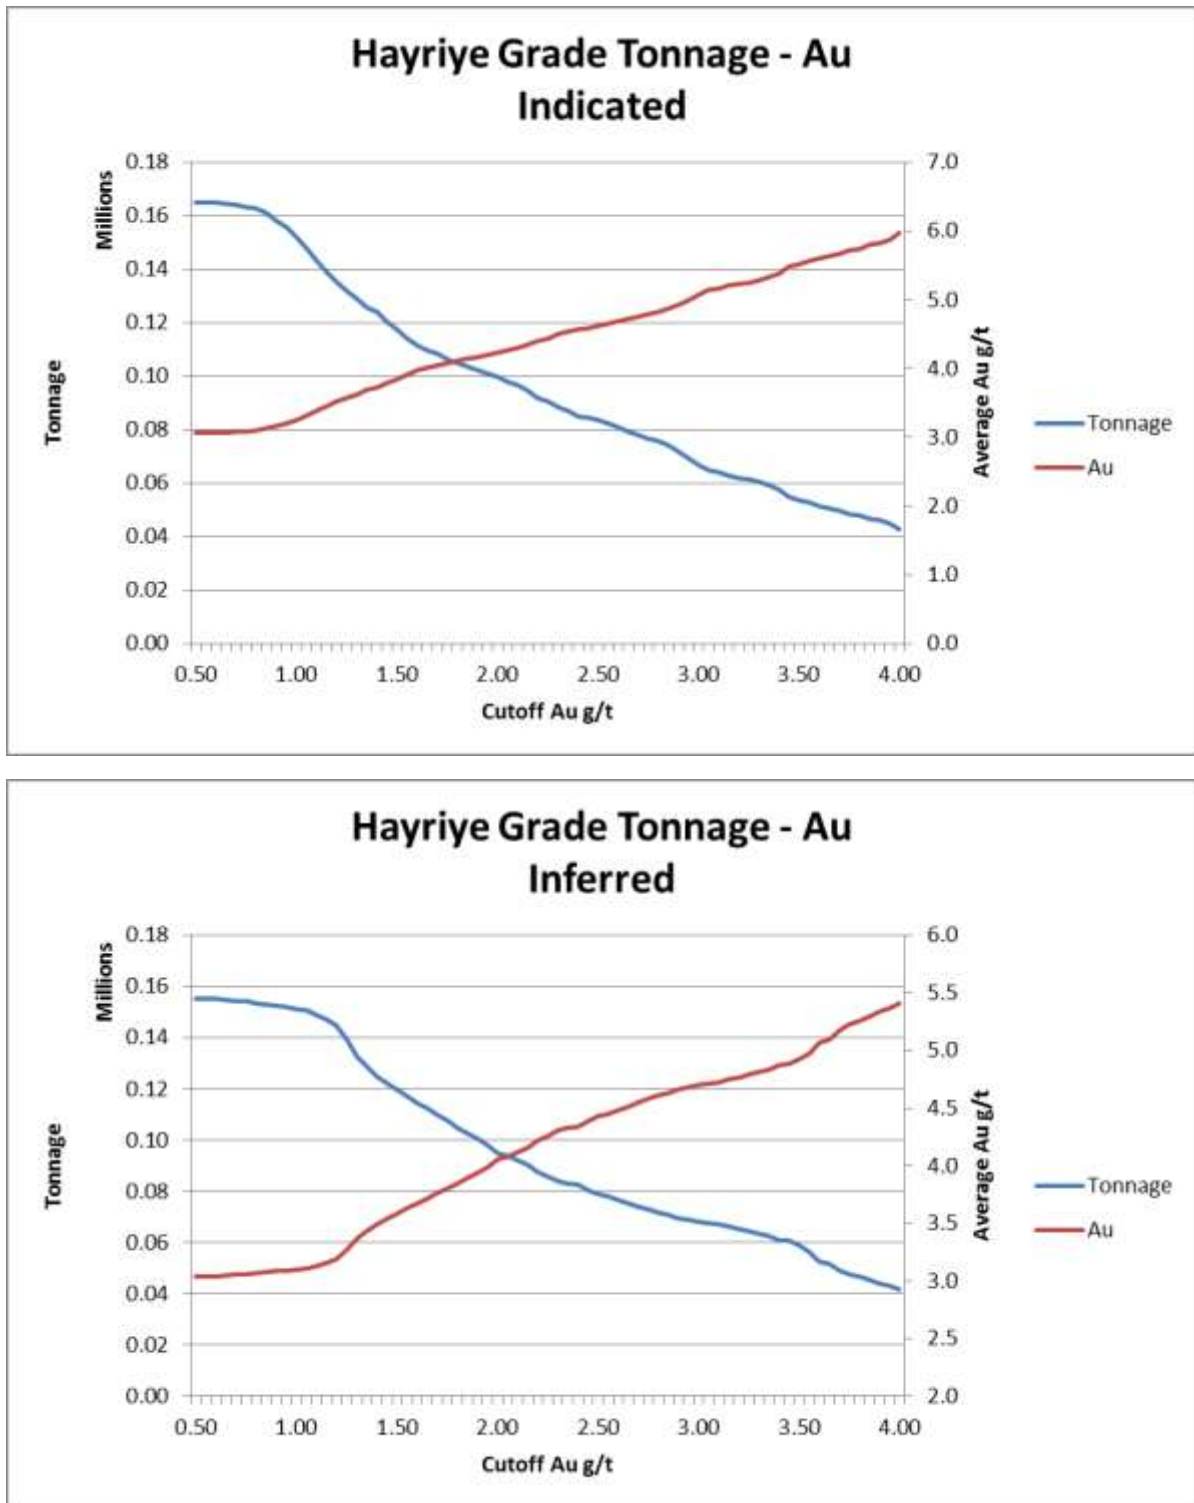 Hayriye Grade Tonnage - Au
Indicated
Millions
Tonnage
0.18
0.16
0.14
0.12
0.10
0.08
0.06
0.04
0.02
0.00
7.0
6.0
5.0
4.0
3.0
2.0
1.0
0.0
Average Au g/t
0.50 1.00 1.50 2.00 2.50 3.00 3.50 4.00
Cutoff Au g/t
Tonnage
Au
Hayriye Grade Tonnage - Au
Inferred
Millions
Tonnage
0.18
0.16
0.14
0.12
0.10
0.08
0.06
0.04
0.02
0.00
6.0
5.5
5.0
4.5
4.0
3.5
3.0
2.5
2.0
Average Au g/t
0.50 1.00 1.50 2.00 2.50 3.00 3.50 4.00
Cutoff Au g/t
Tonnage
Au